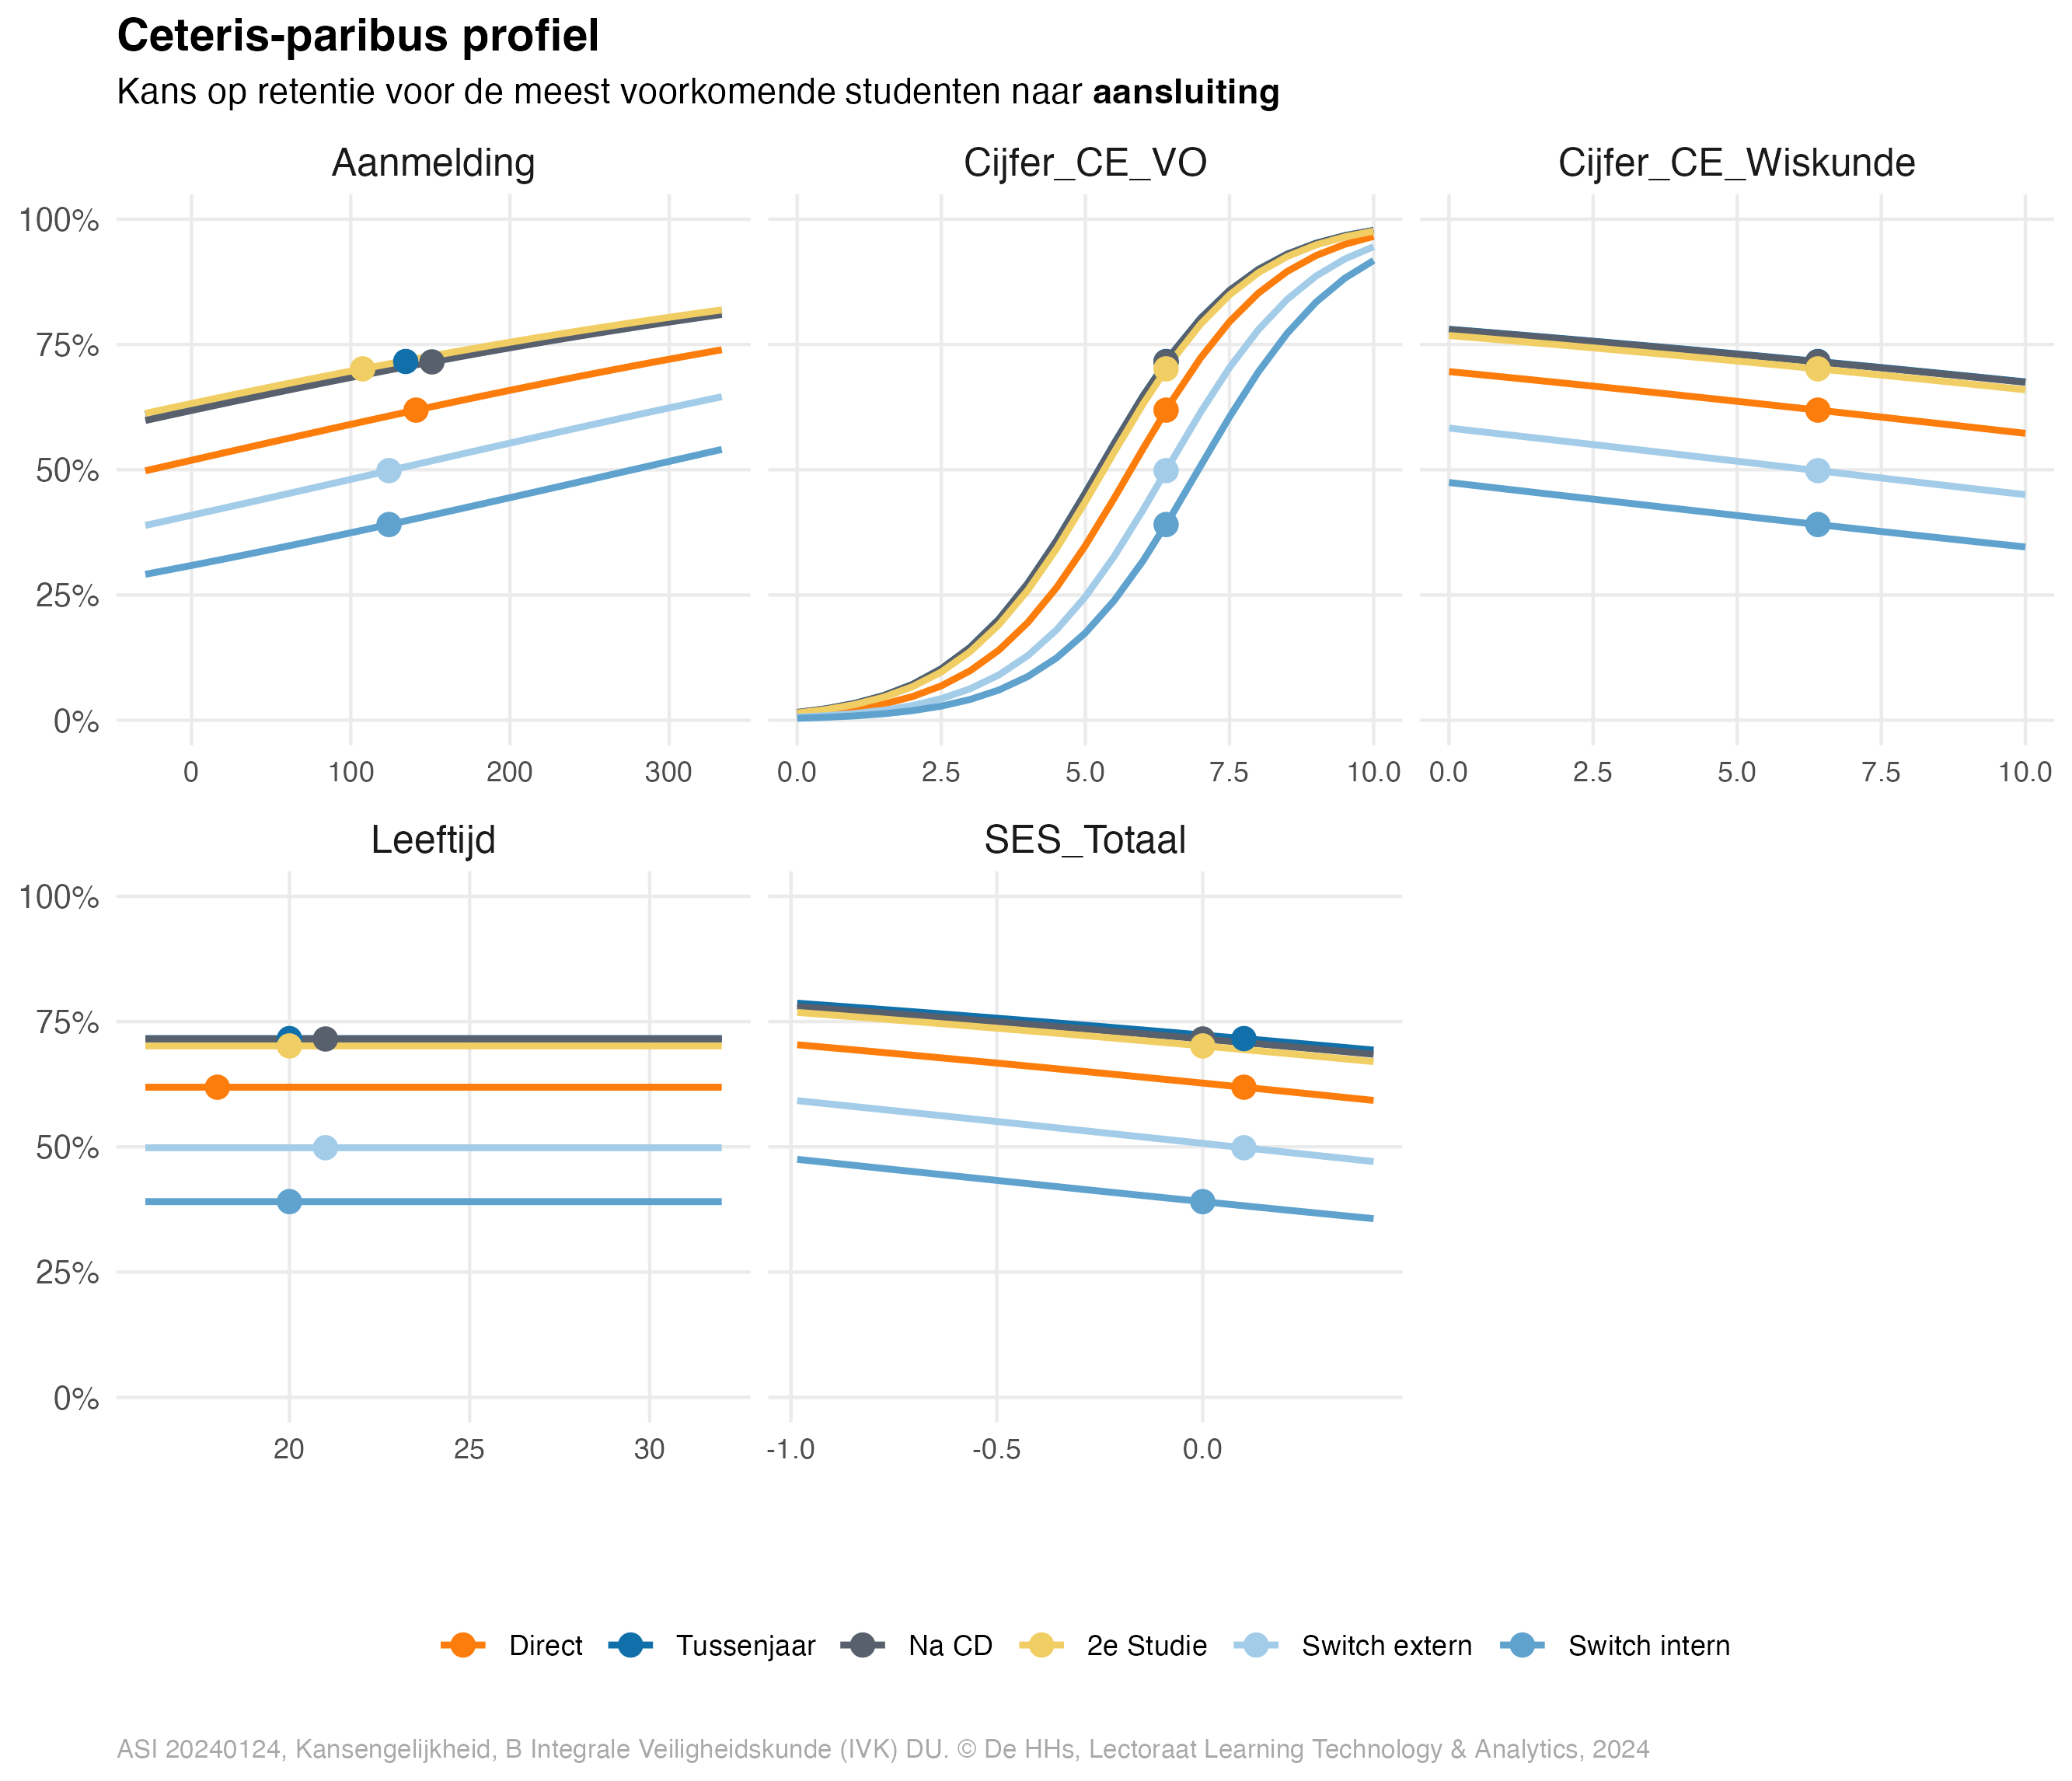 Ceteris-paribus profiel
Kans op retentie voor de meest voorkomende studenten naar aansluiting
Aanmelding Cijfer_CE_VO Cijfer_CE_Wiskunde
100%
75%
50%
25%
0%
0 100 200 300 0.0 2.5 5.0 7.5 10.0 0.0 2.5 5.0 7.5 10.0
Leeftijd SES_Totaal
100%
75%
50%
25%
0%
20 25 30 -1.0 -0.5 0.0
Direct Tussenjaar Na CD 2e Studie Switch extern Switch intern
ASI 20240124, Kansengelijkheid, B Integrale Veiligheidskunde (IVK) DU. © De HHs, Lectoraat Learning Technology & Analytics, 2024